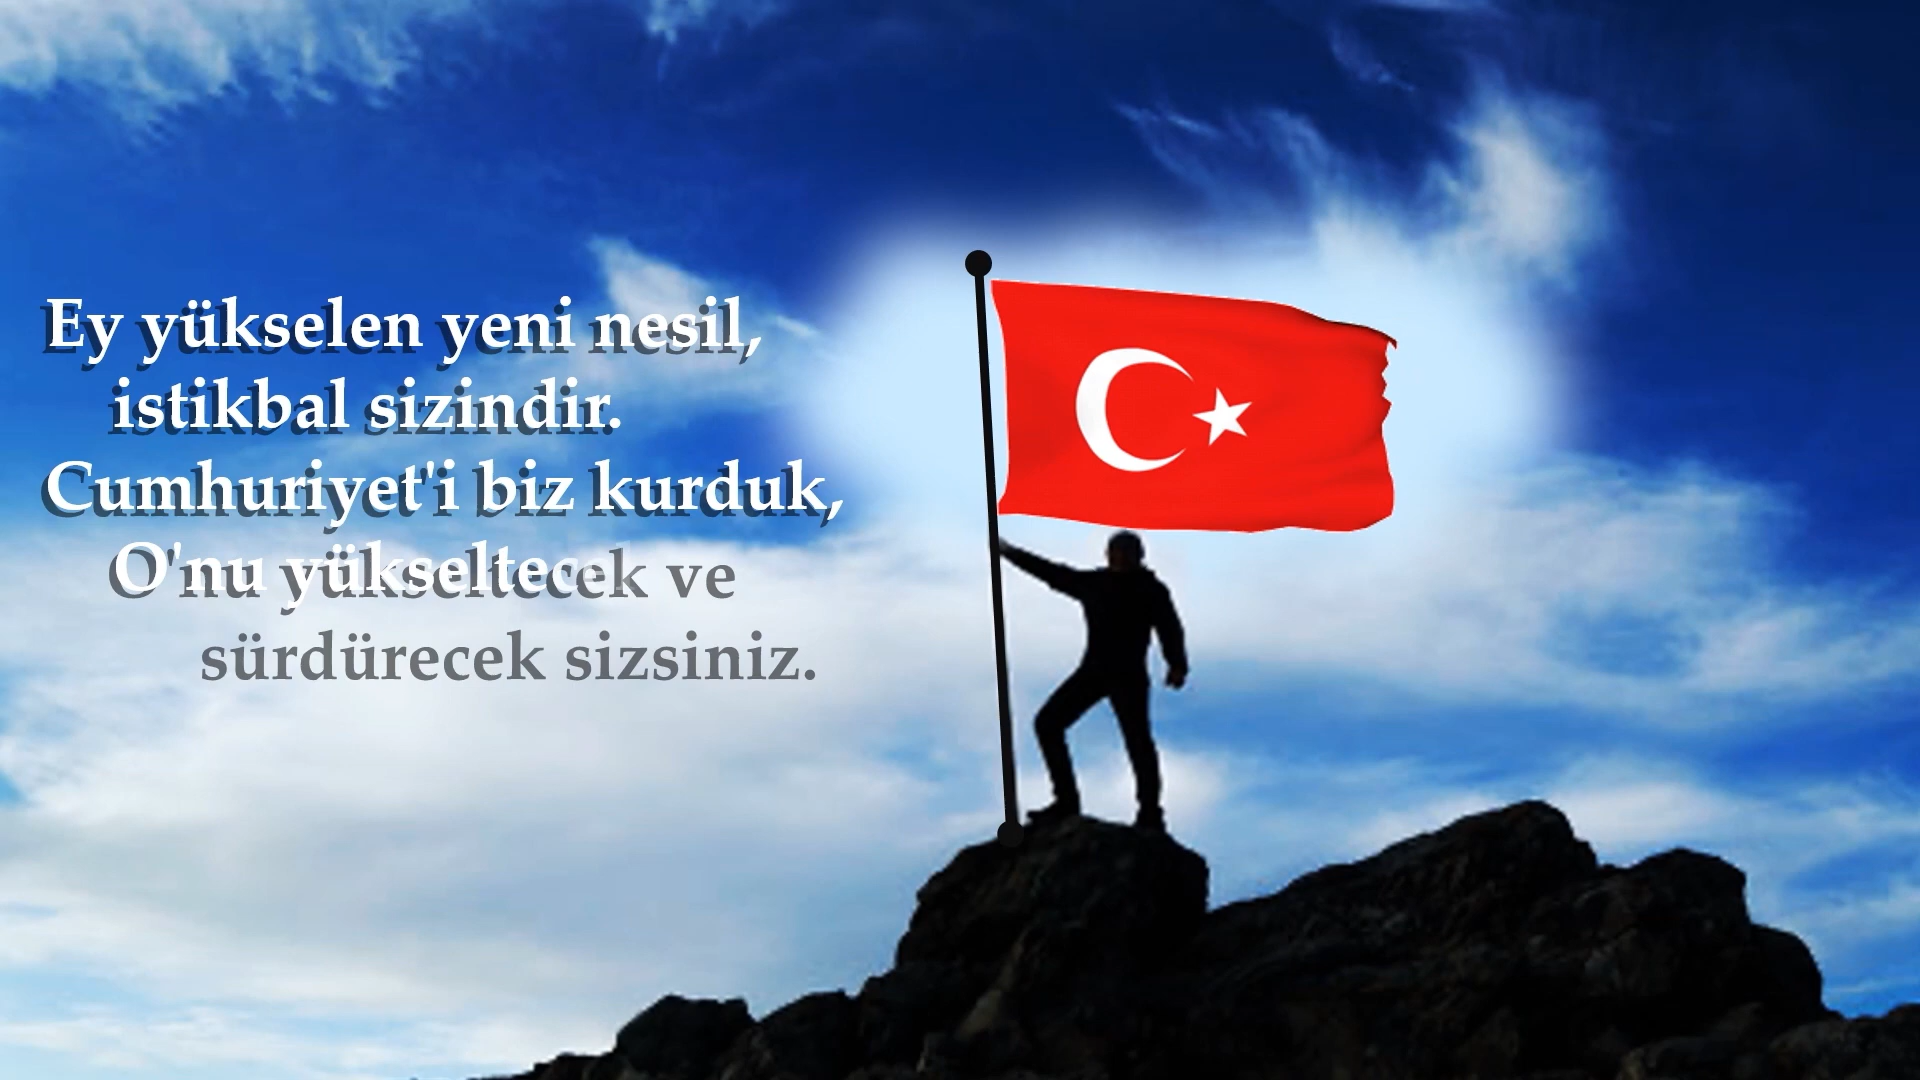 Ey yükselen yeni nesil,
istikbal sizindir.
Cumhuriyet'i biz kurduk,
O'nu yükseltecek ve
sürdürecek sizsiniz.